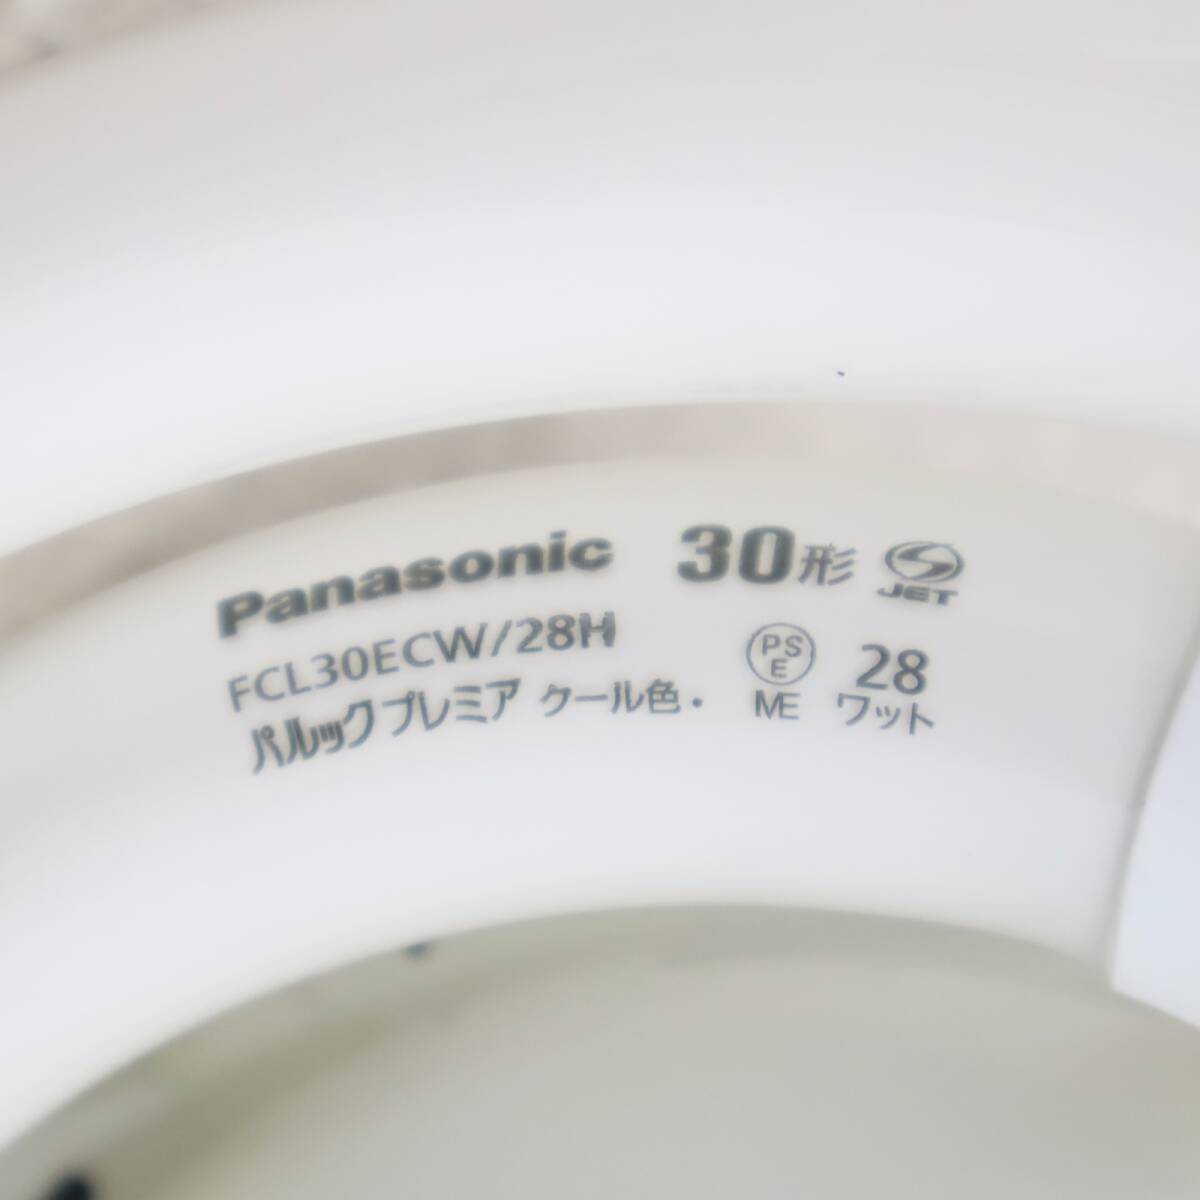 Panasonic 30形 JET
FCL30ECW/28H PSE 28
パルックプレミア クール色・ ME ワット